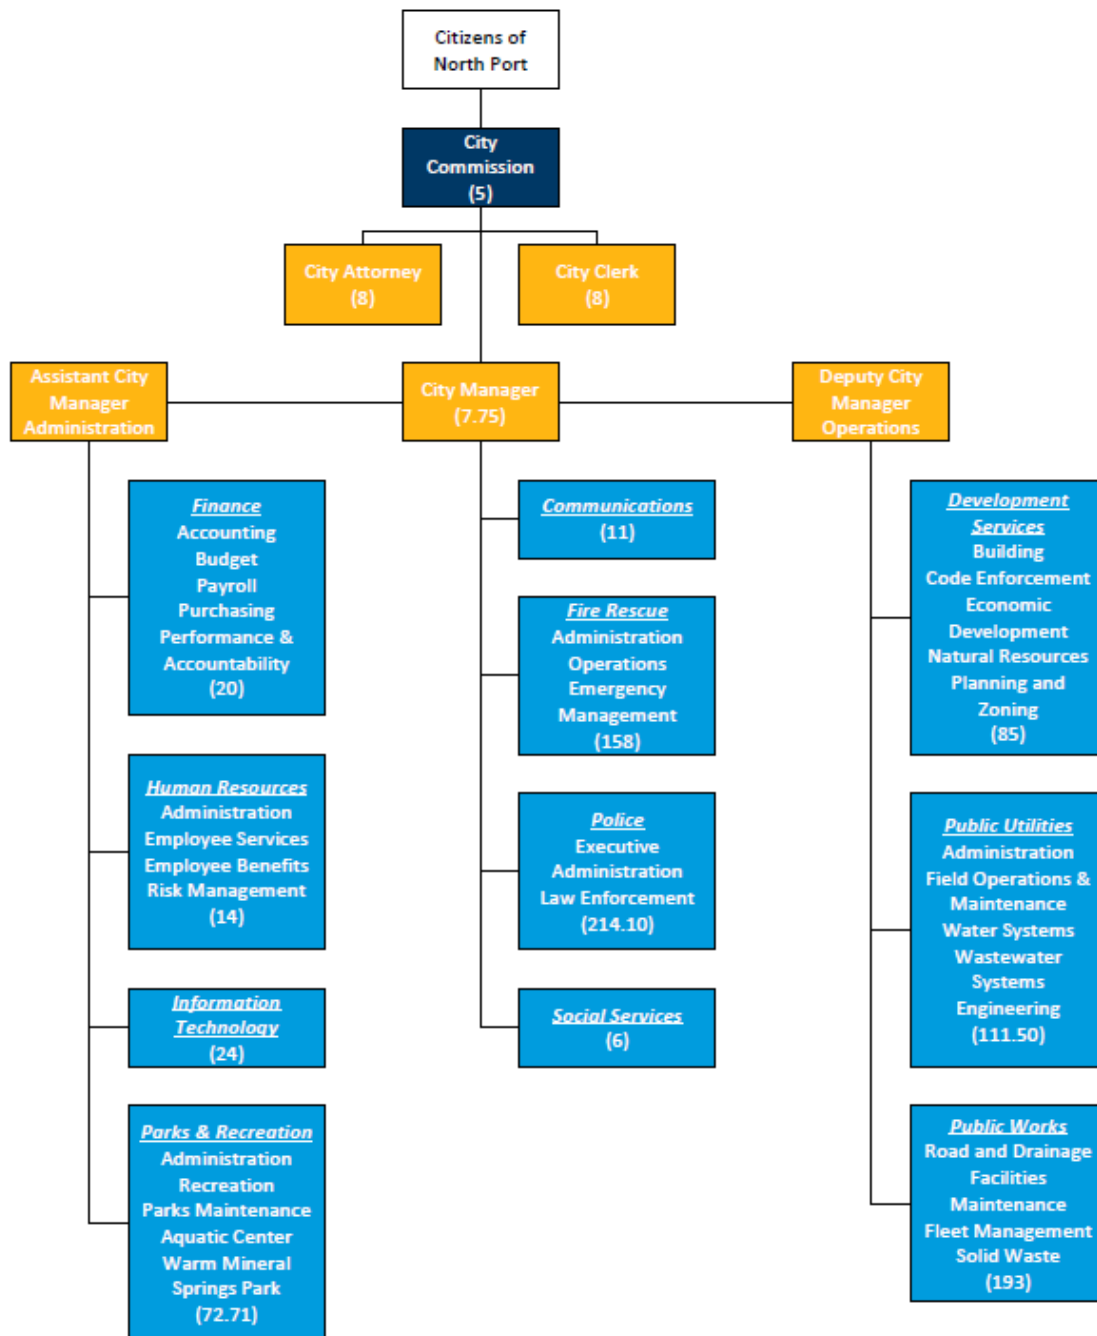 Citizens of
North Port
City
Commission
(5)
City Attorney
(8)
City Clerk
(8)
Assistant City
Manager
Administration
City Manager
(7.75)
Deputy City
Manager
Operations
Finance
Accounting
Budget
Payroll
Purchasing
Performance &
Accountability
(20)
Human Resources
Administration
Employee Services
Employee Benefits
Risk Management
(14)
Information
Technology
(24)
Parks & Recreation
Administration
Recreation
Parks Maintenance
Aquatic Center
Warm Mineral
Springs Park
(72.71)
Communications
(11)
Fire Rescue
Administration
Operations
Emergency
Management
(158)
Police
Executive
Administration
Law Enforcement
(214.10)
Social Services
(6)
Development
Services
Building
Code Enforcement
Economic
Development
Natural Resources
Planning and
Zoning
(85)
Public Utilities
Administration
Field Operations &
Maintenance
Water Systems
Wastewater
Systems
Engineering
(111.50)
Public Works
Road and Drainage
Facilities
Maintenance
Fleet Management
Solid Waste
(193)